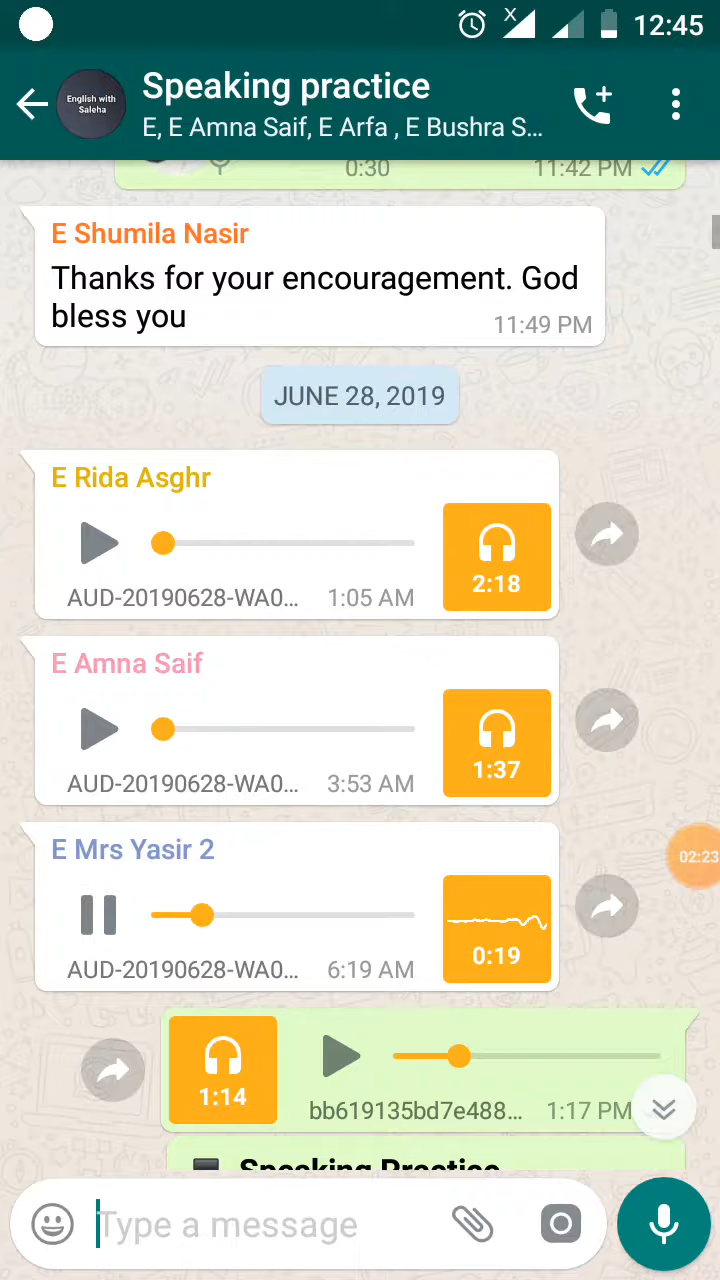 12:45
English with
Saleha
Speaking practice
E, E Amna Saif, E Arfa , E Bushra S...
0:30 11:42 PM
E Shumila Nasir
Thanks for your encouragement. God
bless you
11:49 PM
JUNE 28, 2019
E Rida Asghr
2:18
AUD-20190628-WA0... 1:05 AM
E Amna Saif
1:37
AUD-20190628-WA0... 3:53 AM
E Mrs Yasir 2
02:23
0:19
AUD-20190628-WA0... 6:19 AM
1:14
bb619135bd7e488... 1:17 PM
Speaking Practice
Type a message